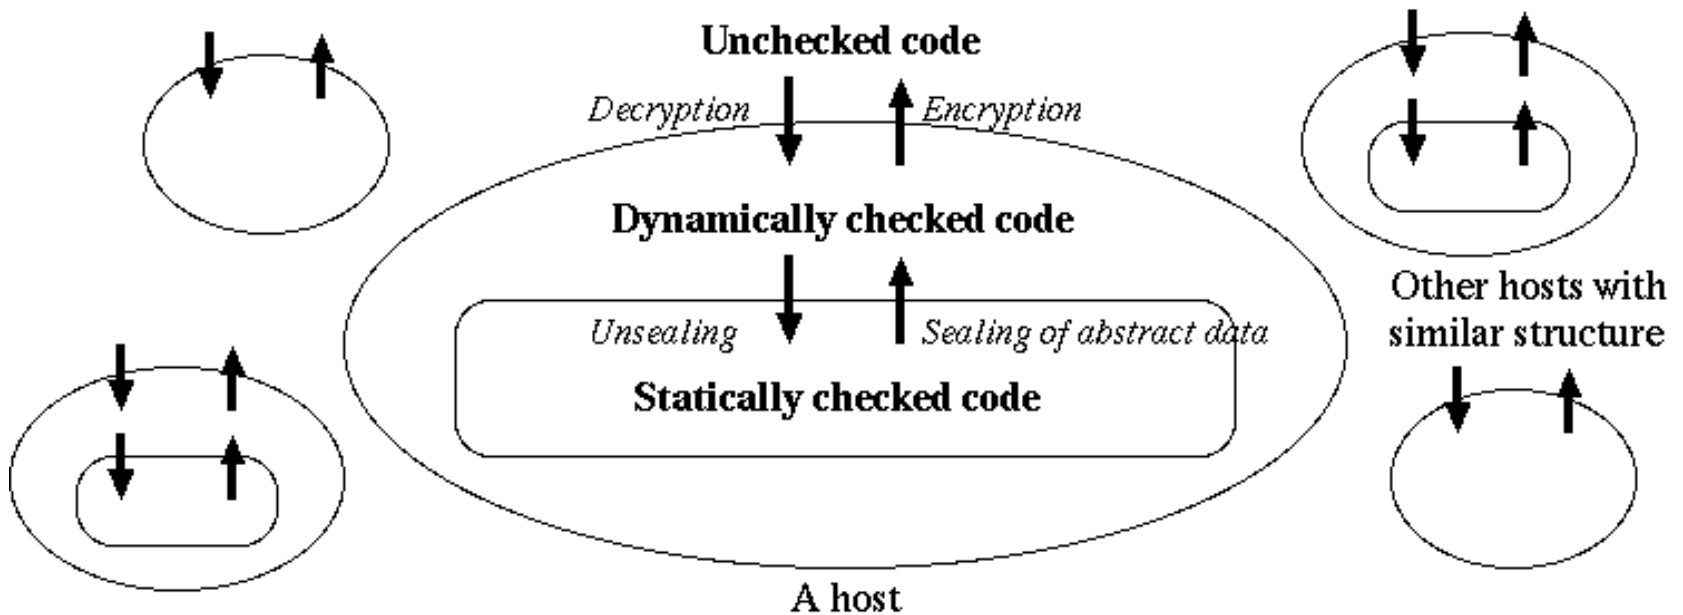 Unchecked code
Decryption
Encryption
Dynamically checked code
Other hosts with
similar structure
Unsealing
Sealing of abstract data
Statically checked code
A host